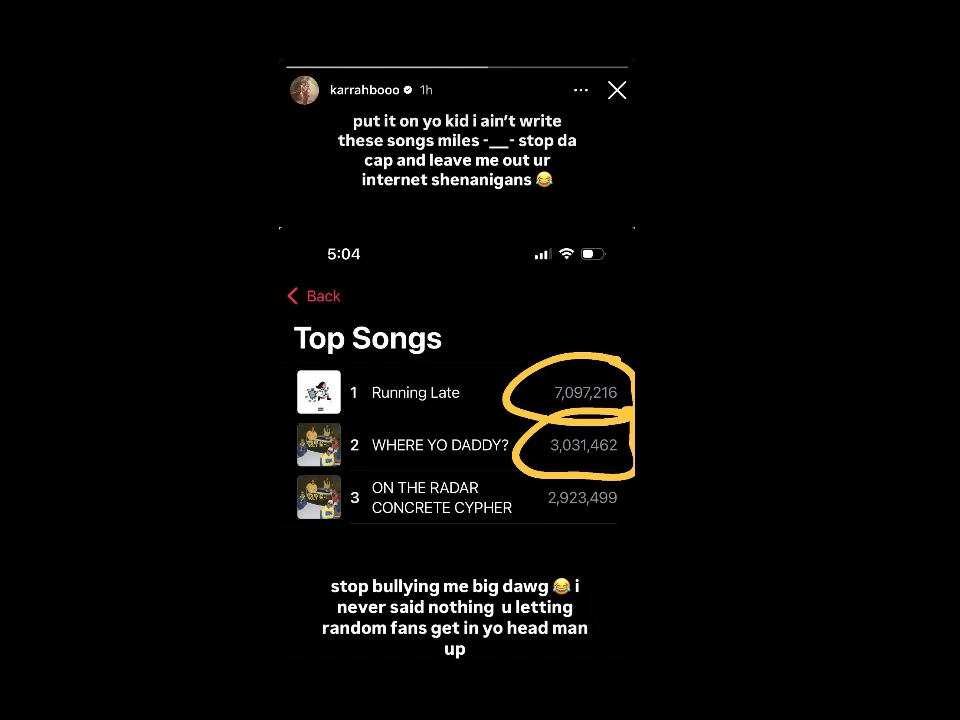 karrahbooo 1h
put it on yo kid i ain't write
these songs miles -__- stop da
cap and leave me out ur
internet shenanigans 😂
5:04
Back
Top Songs
1 Running Late 7,097,216
2 WHERE YO DADDY? 3,031,462
3 ON THE RADAR
CONCRETE CYPHER 2,923,499
stop bullying me big dawg 😂 i
never said nothing u letting
random fans get in yo head man
up